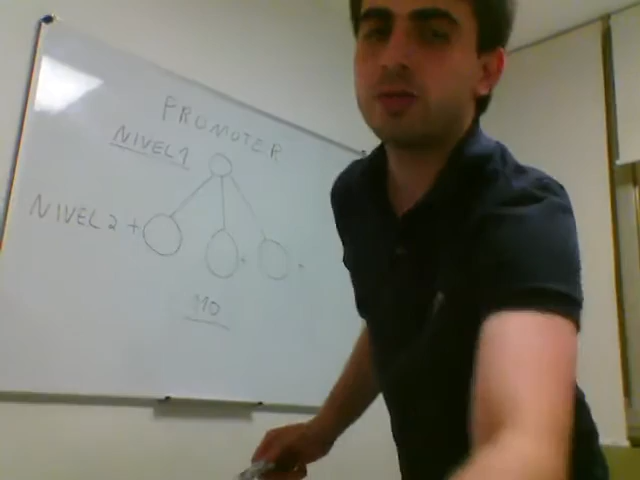 PROMOTER
NIVEL 1
NIVEL 2 +
+
-
MO